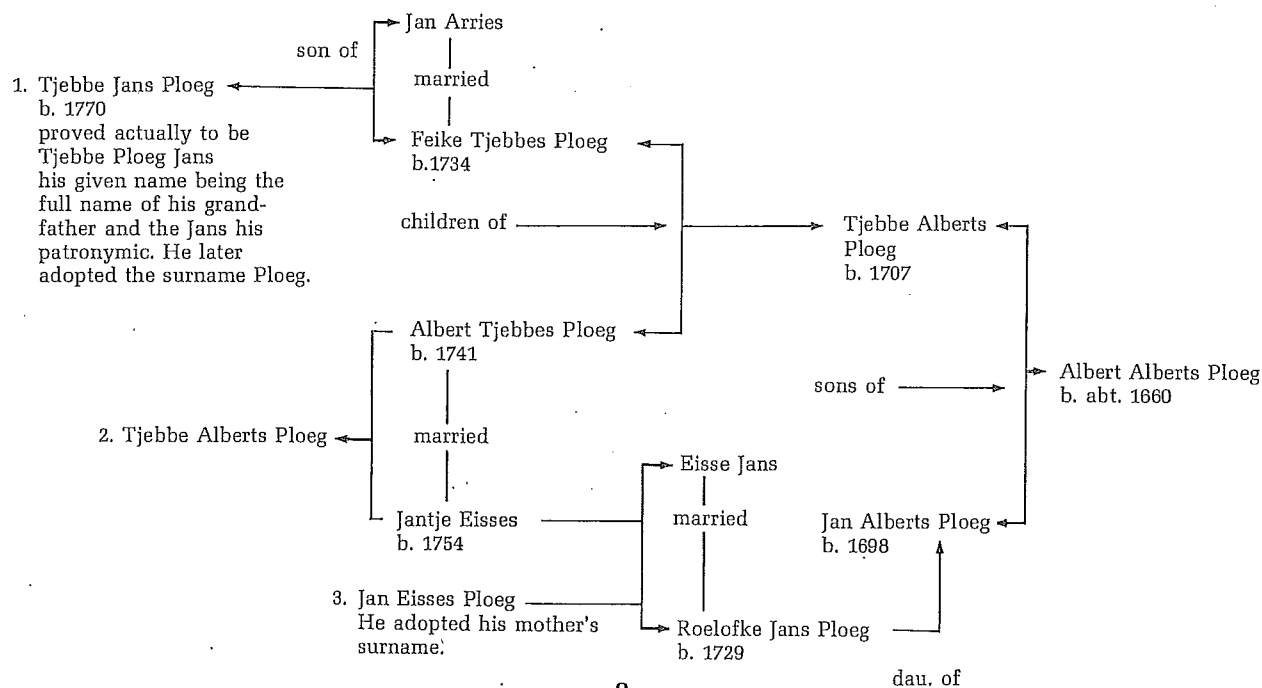 Jan Arries
son of
married
1. Tjebbe Jans Ploeg
b. 1770
proved actually to be
Tjebbe Ploeg Jans
his given name being the
full name of his grand-
father and the Jans his
patronymic. He later
adopted the surname Ploeg.
Feike Tjebbes Ploeg
b.1734
children of
Tjebbe Alberts
Ploeg
b. 1707
Albert Tjebbes Ploeg
b. 1741
sons of
Albert Alberts Ploeg
b. abt. 1660
2. Tjebbe Alberts Ploeg
married
Eisse Jans
Jantje Eisses
b. 1754
married
Jan Alberts Ploeg
b. 1698
3. Jan Eisses Ploeg
He adopted his mother's
surname.
Roelofke Jans Ploeg
b. 1729
dau. of